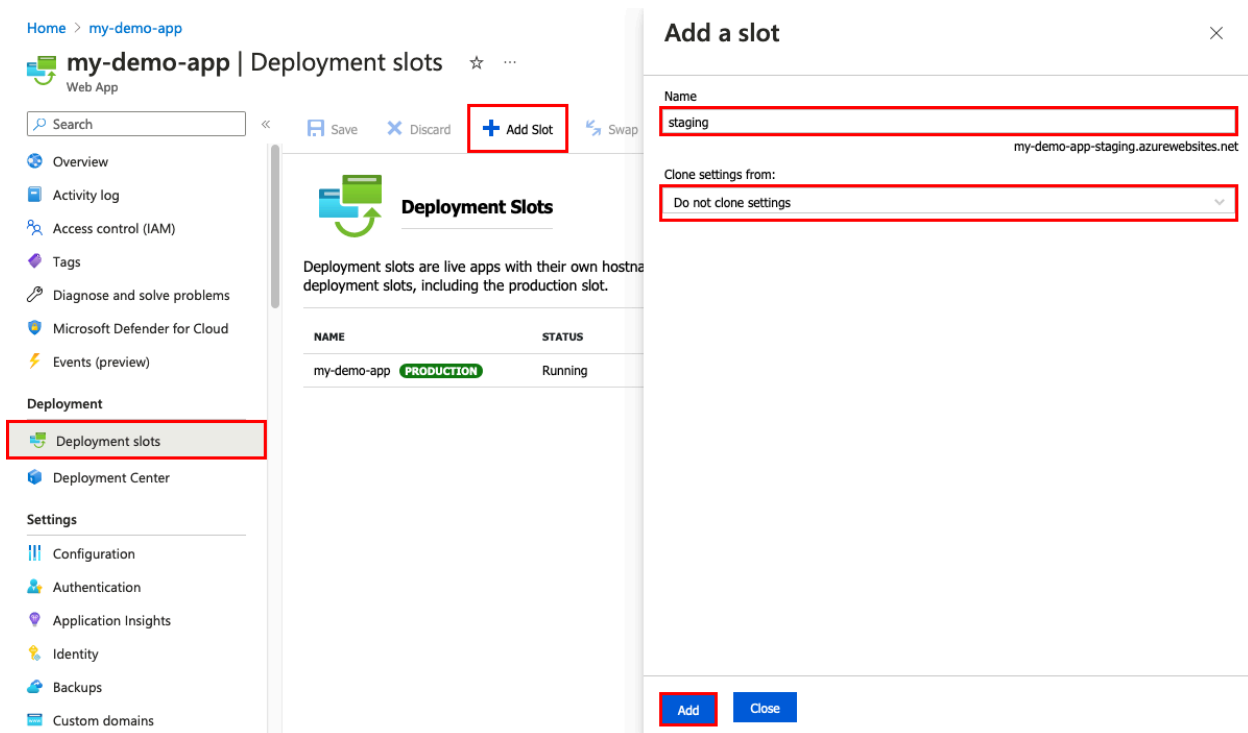 Home > my-demo-app
my-demo-app | Deployment slots
Web App
Search
Overview
Activity log
Access control (IAM)
Tags
Diagnose and solve problems
Microsoft Defender for Cloud
Events (preview)
Deployment
Deployment slots
Deployment Center
Settings
Configuration
Authentication
Application Insights
Identity
Backups
Custom domains
Save Discard Add Slot Swap
Deployment Slots
Deployment slots are live apps with their own hostna
deployment slots, including the production slot.
NAME STATUS
my-demo-app PRODUCTION Running
Add a slot
Name
staging
my-demo-app-staging.azurewebsites.net
Clone settings from:
Do not clone settings
Add Close